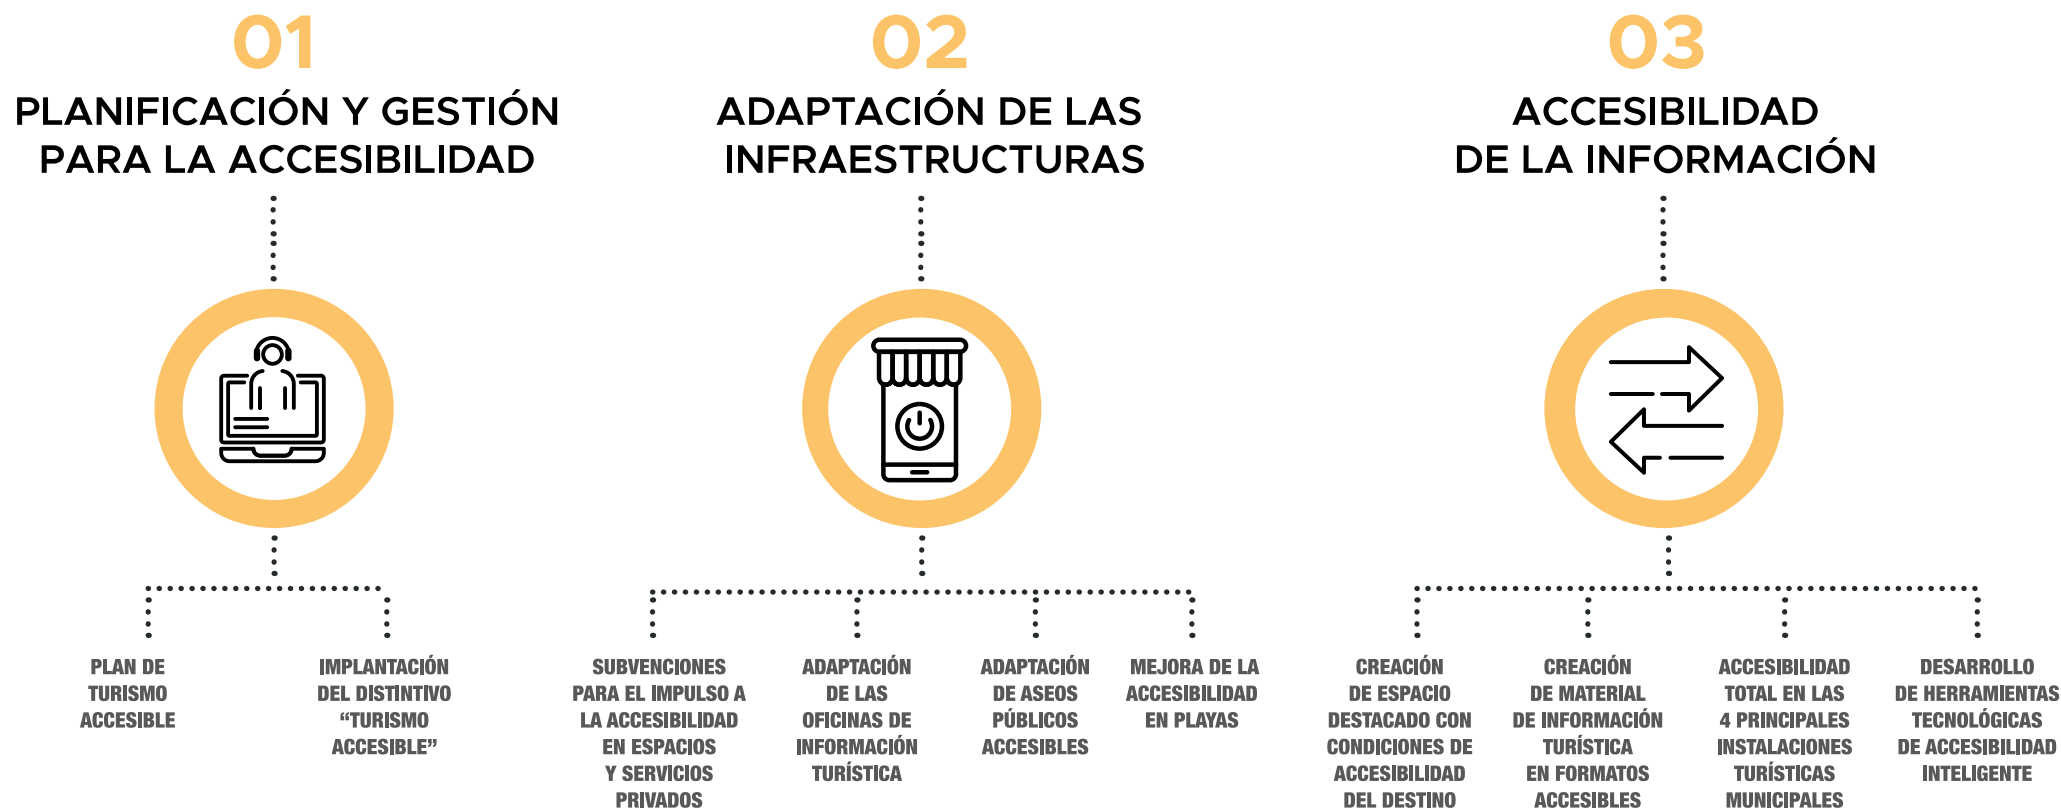 01
PLANIFICACIÓN Y GESTIÓN
PARA LA ACCESIBILIDAD
PLAN DE
TURISMO
ACCESIBLE
IMPLANTACIÓN
DEL DISTINTIVO
“TURISMO
ACCESIBLE”
02
ADAPTACIÓN DE LAS
INFRAESTRUCTURAS
SUBVENCIONES
PARA EL IMPULSO A
LA ACCESIBILIDAD
EN ESPACIOS
Y SERVICIOS
PRIVADOS
ADAPTACIÓN
DE LAS
OFICINAS DE
INFORMACIÓN
TURÍSTICA
ADAPTACIÓN
DE ASEOS
PÚBLICOS
ACCESIBLES
MEJORA DE LA
ACCESIBILIDAD
EN PLAYAS
03
ACCESIBILIDAD
DE LA INFORMACIÓN
CREACIÓN
DE ESPACIO
DESTACADO CON
CONDICIONES DE
ACCESIBILIDAD
DEL DESTINO
CREACIÓN
DE MATERIAL
DE INFORMACIÓN
TURÍSTICA
EN FORMATOS
ACCESIBLES
ACCESIBILIDAD
TOTAL EN LAS
4 PRINCIPALES
INSTALACIONES
TURÍSTICAS
MUNICIPALES
DESARROLLO
DE HERRAMIENTAS
TECNOLÓGICAS
DE ACCESIBILIDAD
INTELIGENTE